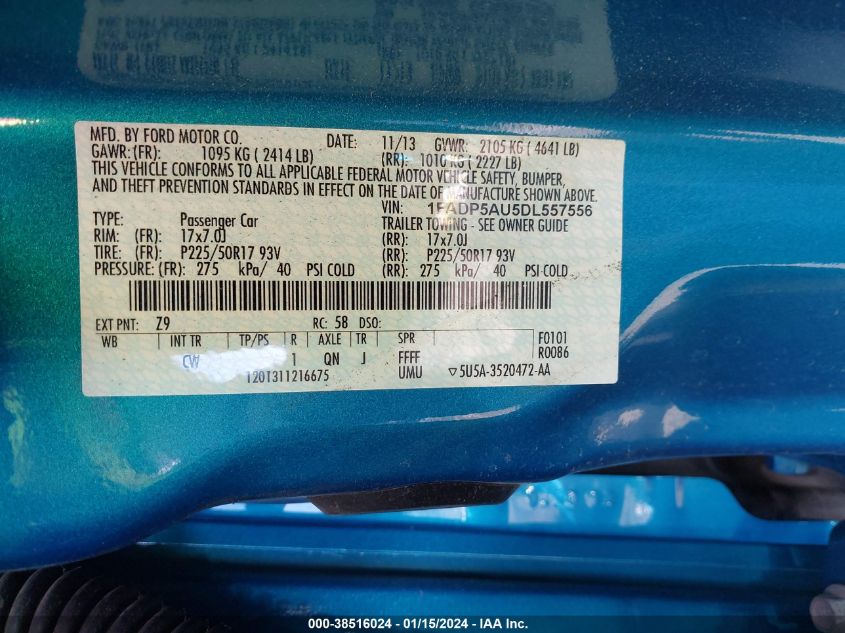 MFD. BY FORD MOTOR CO. DATE: 11/13 GVWR: 2105 KG ( 4641 LB)
GAWR: (FR): 1095 KG ( 2414 LB) (RR): 1010 KG ( 2227 LB)
THIS VEHICLE CONFORMS TO ALL APPLICABLE FEDERAL MOTOR VEHICLE SAFETY, BUMPER,
AND THEFT PREVENTION STANDARDS IN EFFECT ON THE DATE OF MANUFACTURE SHOWN ABOVE.
VIN: 1FADP5AU5DL557556
TYPE: Passenger Car TRAILER TOWING - SEE OWNER GUIDE
RIM: (FR): 17x7.0J (RR): 17x7.0J
TIRE: (FR): P225/50R17 93V (RR): P225/50R17 93V
PRESSURE: (FR): 275 kPa/ 40 PSI COLD (RR): 275 kPa/ 40 PSI COLD
EXT PNT: Z9 RC: 58 DSO:
WB INT TR TP/PS R AXLE TR SPR F0101
CW 1 QN J FFFF R0086
120T311216675 UMU ▽5U5A-3520472-AA
000-38516024 — 01/15/2024 — IAA INC.